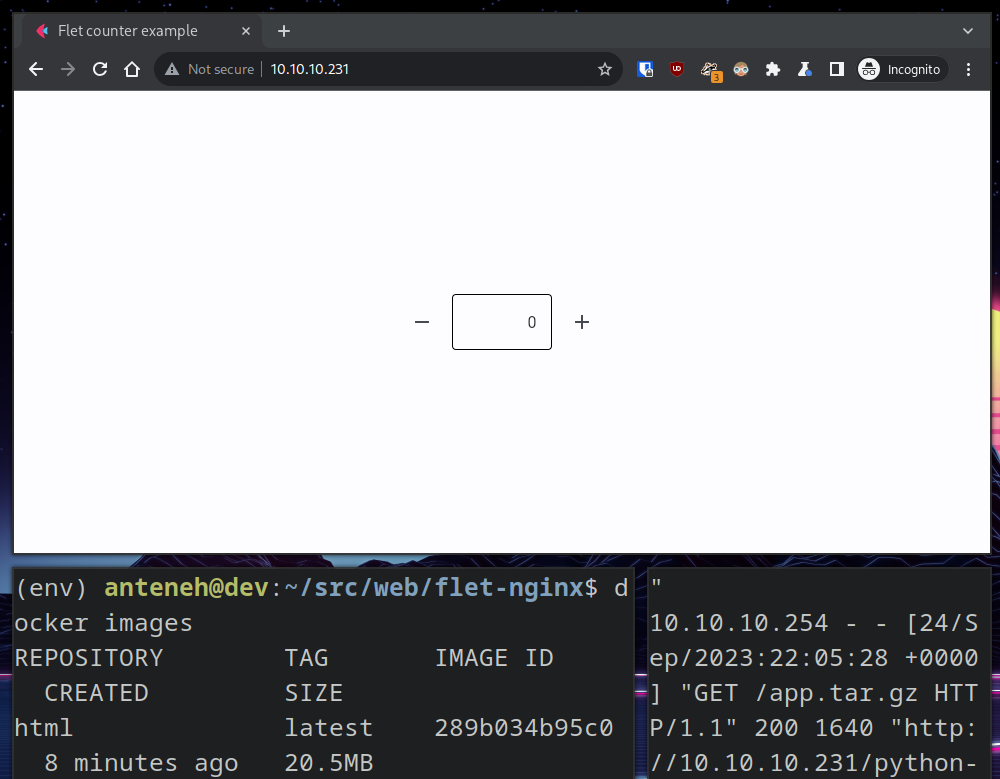 Flet counter example
Not secure 10.10.10.231
3
Incognito
0
(env) anteneh@dev:~/src/web/flet-nginx$ d
ocker images
REPOSITORY TAG IMAGE ID
CREATED SIZE
html latest 289b034b95c0
8 minutes ago 20.5MB
"
10.10.10.254 - - [24/S
ep/2023:22:05:28 +0000
] "GET /app.tar.gz HTT
P/1.1" 200 1640 "http:
//10.10.10.231/python-